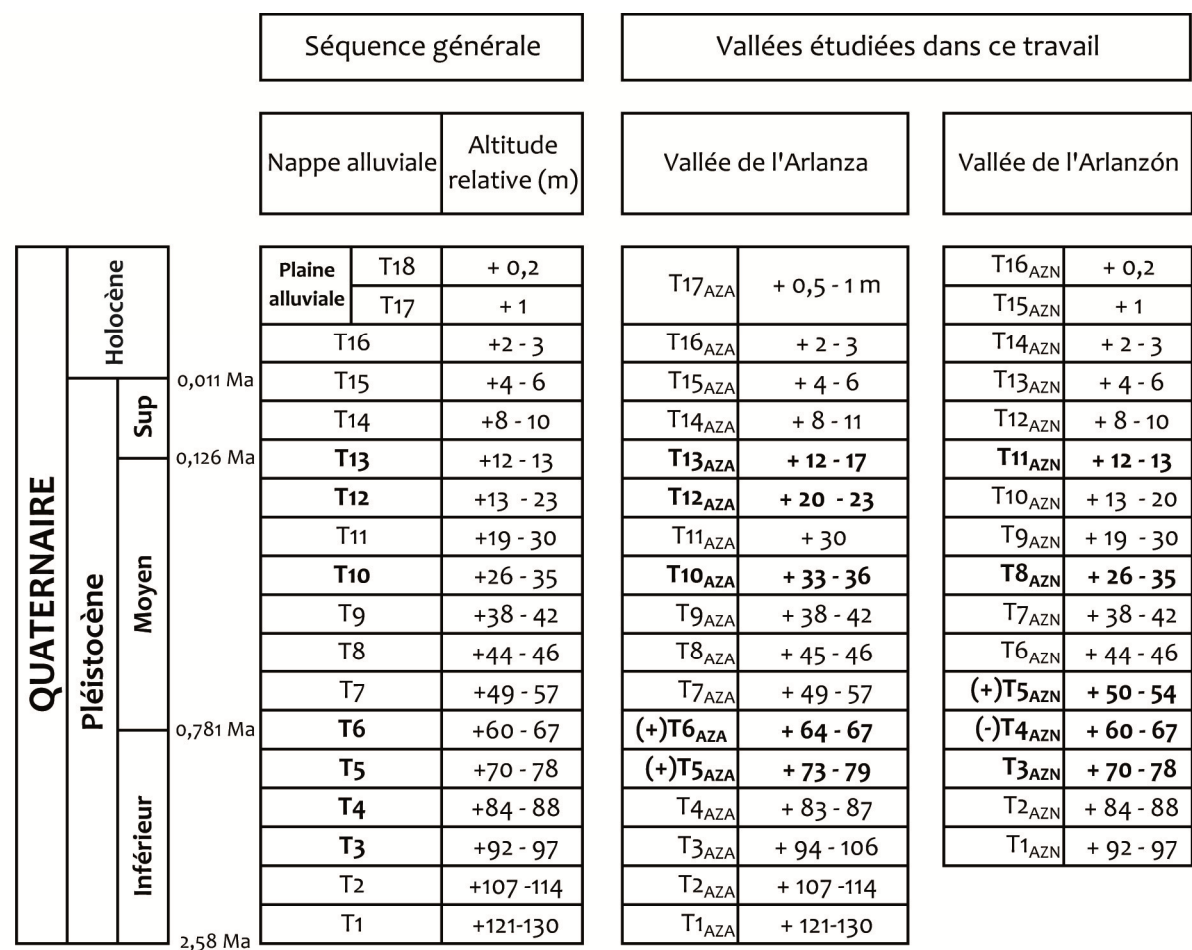 Séquence générale
Vallées étudiées dans ce travail
Nappe alluviale
Altitude
relative (m)
Vallée de l'Arlanza
Vallée de l'Arlanzón
QUATERNAIRE
Holocène
Pléistocène
Sup
Moyen
Inférieur
0,011 Ma
0,126 Ma
0,781 Ma
2,58 Ma
Plaine
alluviale
T18 + 0,2
T17 + 1
T17AZA + 0,5 - 1 m
T16AZN + 0,2
T15AZN + 1
T16 +2 - 3 T16AZA + 2 - 3 T14AZN + 2 - 3
T15 +4 - 6 T15AZA + 4 - 6 T13AZN + 4 - 6
T14 +8 - 10 T14AZA + 8 - 11 T12AZN + 8 - 10
T13 +12 - 13 T13AZA + 12 - 17 T11AZN + 12 - 13
T12 +13 - 23 T12AZA + 20 - 23 T10AZN + 13 - 20
T11 +19 - 30 T11AZA + 30 T9AZN + 19 - 30
T10 +26 - 35 T10AZA + 33 - 36 T8AZN + 26 - 35
T9 +38 - 42 T9AZA + 38 - 42 T7AZN + 38 - 42
T8 +44 - 46 T8AZA + 45 - 46 T6AZN + 44 - 46
T7 +49 - 57 T7AZA + 49 - 57 (+)T5AZN + 50 - 54
T6 +60 - 67 (+)T6AZA + 64 - 67 (-)T4AZN + 60 - 67
T5 +70 - 78 (+)T5AZA + 73 - 79 T3AZN + 70 - 78
T4 +84 - 88 T4AZA + 83 - 87 T2AZN + 84 - 88
T3 +92 - 97 T3AZA + 94 - 106 T1AZN + 92 - 97
T2 +107 -114 T2AZA + 107 -114
T1 +121-130 T1AZA + 121-130